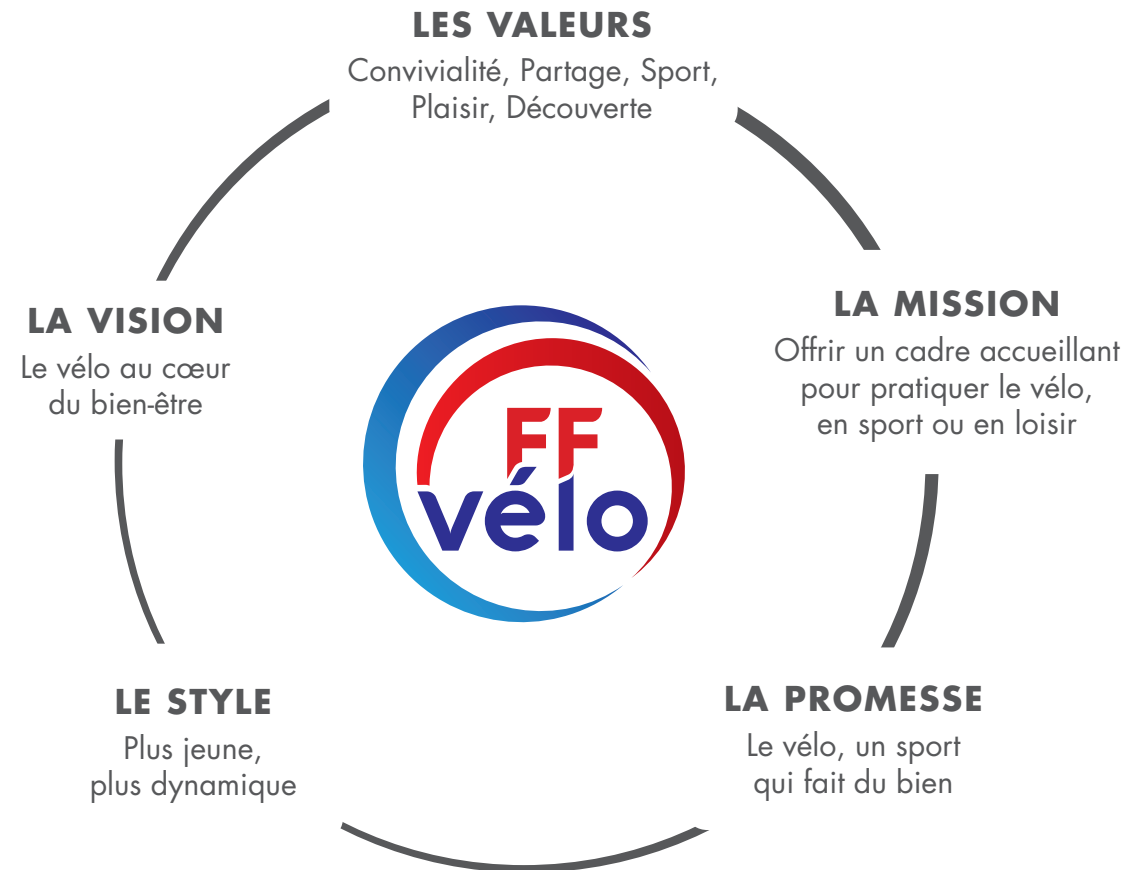 LES VALEURS
Convivialité, Partage, Sport,
Plaisir, Découverte
LA VISION
Le vélo au cœur
du bien-être
LA MISSION
Offrir un cadre accueillant
pour pratiquer le vélo,
en sport ou en loisir
FF
vélo
LE STYLE
Plus jeune,
plus dynamique
LA PROMESSE
Le vélo, un sport
qui fait du bien